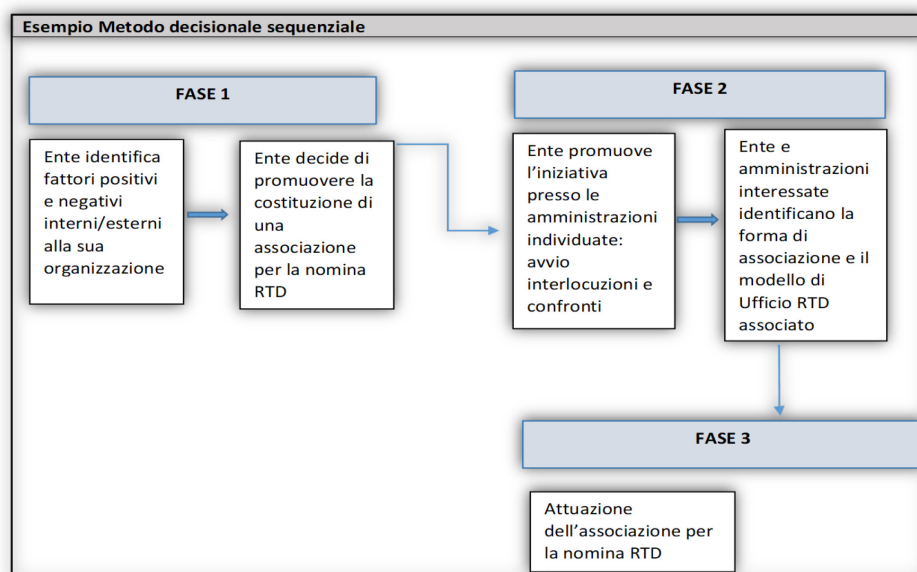 Esempio Metodo decisionale sequenziale
FASE 1
Ente identifica
fattori positivi
e negativi
interni/esterni
alla sua
organizzazione
Ente decide di
promuovere la
costituzione di
una
associazione
per la nomina
RTD
FASE 2
Ente promuove
l’iniziativa
presso le
amministrazioni
individuate:
avvio
interlocuzioni e
confronti
Ente e
amministrazioni
interessate
identificano la
forma di
associazione e il
modello di
Ufficio RTD
associato
FASE 3
Attuazione
dell’associazione per
la nomina RTD